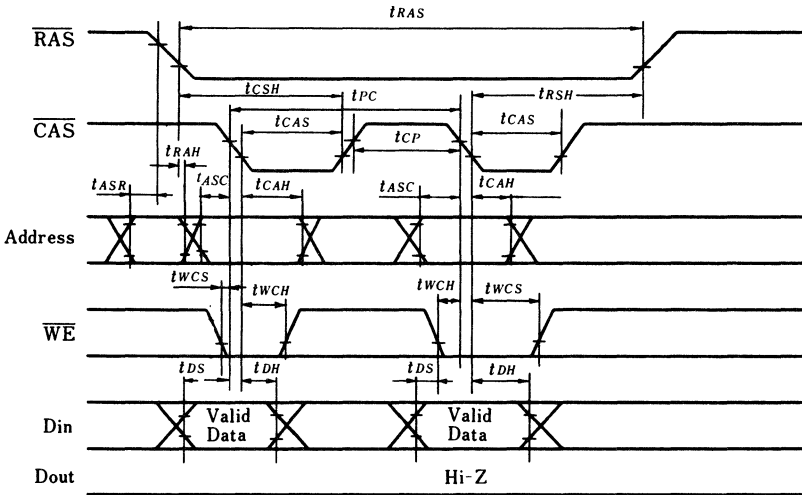 tRAS
RAS
tCSH
tPC
tRSH
CAS
tCAS
tCP
tCAS
tRAH
tASR
tASC
tCAH
tASC
tCAH
Address
tWCS
tWCH
tWCH
tWCS
WE
tDS
tDH
tDS
tDH
Din
Valid
Data
Valid
Data
Dout
Hi-Z